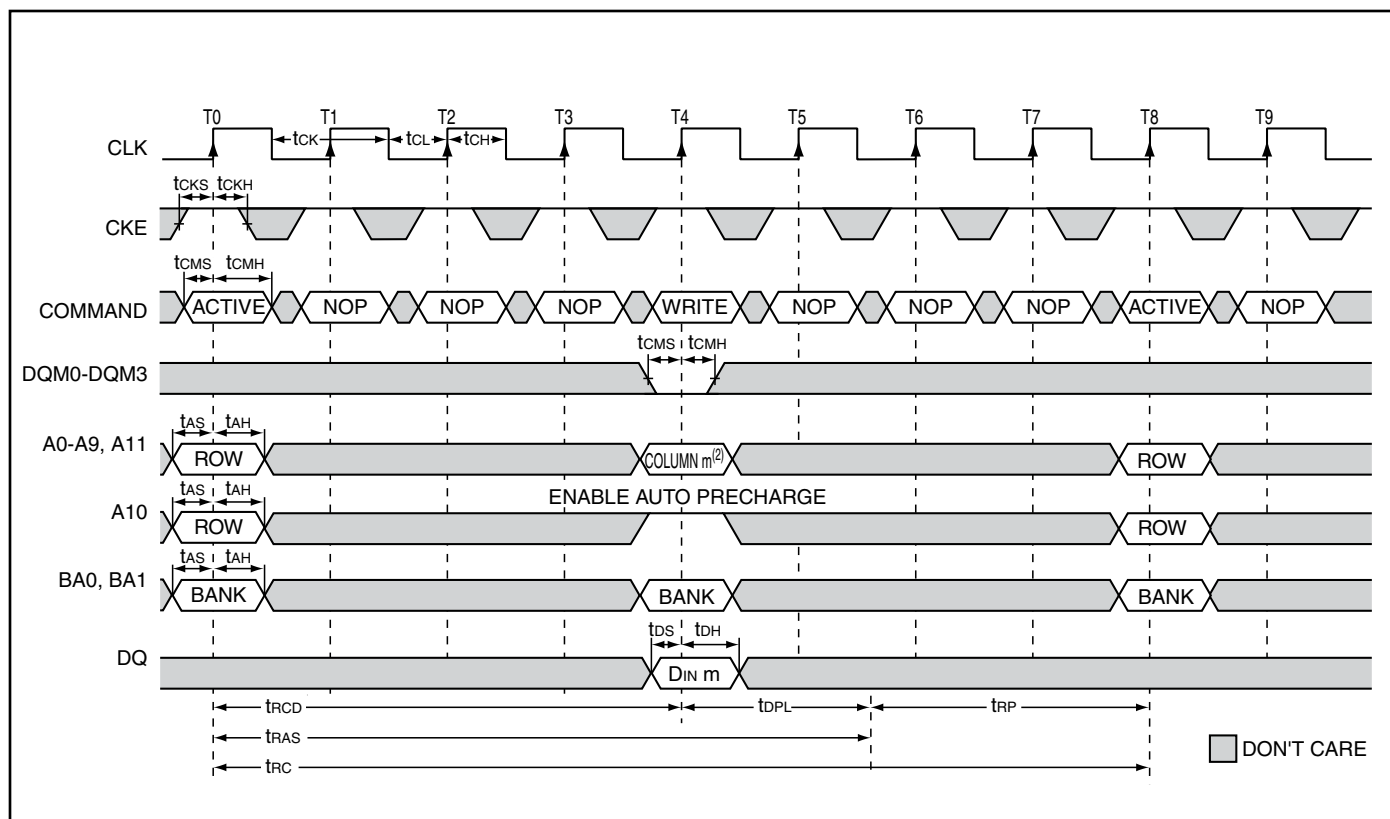 T0 T1 T2 T3 T4 T5 T6 T7 T8 T9
CLK tCK tCL tCH
tCKS tCKH
CKE
tCMS tCMH
COMMAND ACTIVE NOP NOP NOP WRITE NOP NOP NOP ACTIVE NOP
tCMS tCMH
DQM0-DQM3
tAS tAH
A0-A9, A11 ROW COLUMN m(2) ROW
tAS tAH ENABLE AUTO PRECHARGE
A10 ROW ROW
tAS tAH
BA0, BA1 BANK BANK BANK
tDS tDH
DQ DIN m
tRCD tDPL tRP
tRAS
DON'T CARE
tRC